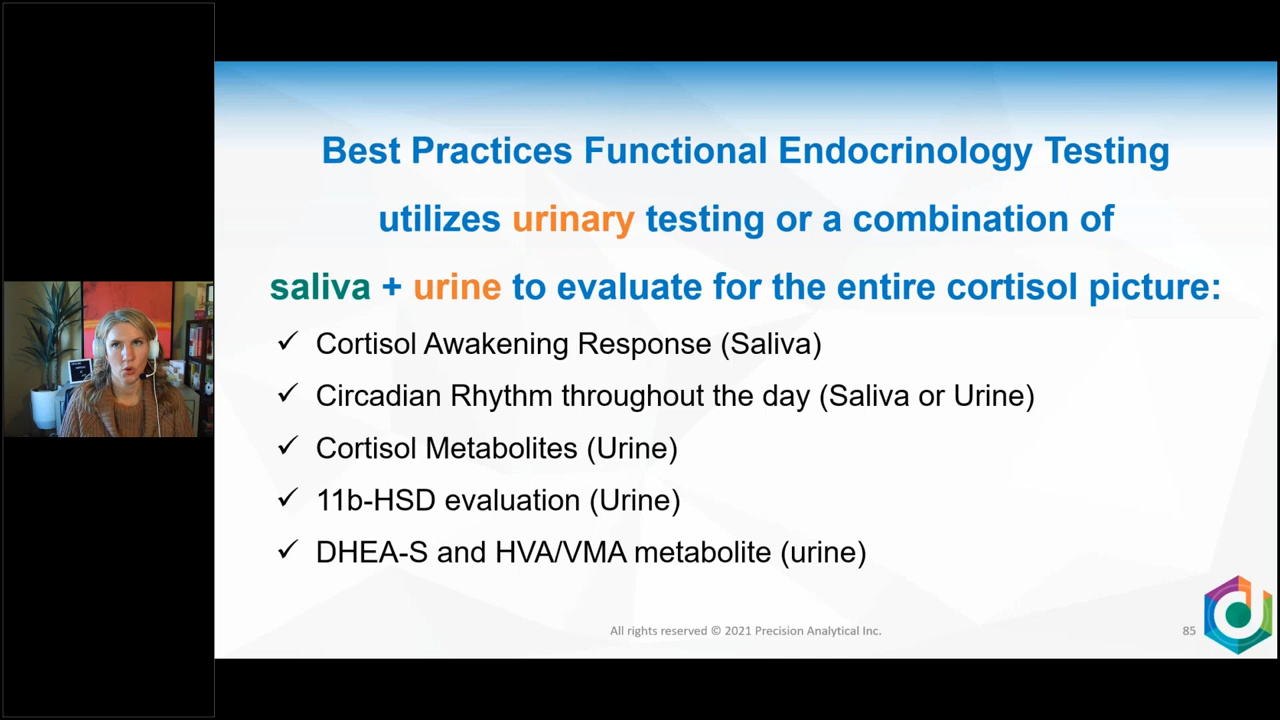 Best Practices Functional Endocrinology Testing
utilizes urinary testing or a combination of
saliva + urine to evaluate for the entire cortisol picture:
✓ Cortisol Awakening Response (Saliva)
✓ Circadian Rhythm throughout the day (Saliva or Urine)
✓ Cortisol Metabolites (Urine)
✓ 11b-HSD evaluation (Urine)
✓ DHEA-S and HVA/VMA metabolite (urine)
All rights reserved © 2021 Precision Analytical Inc.
85